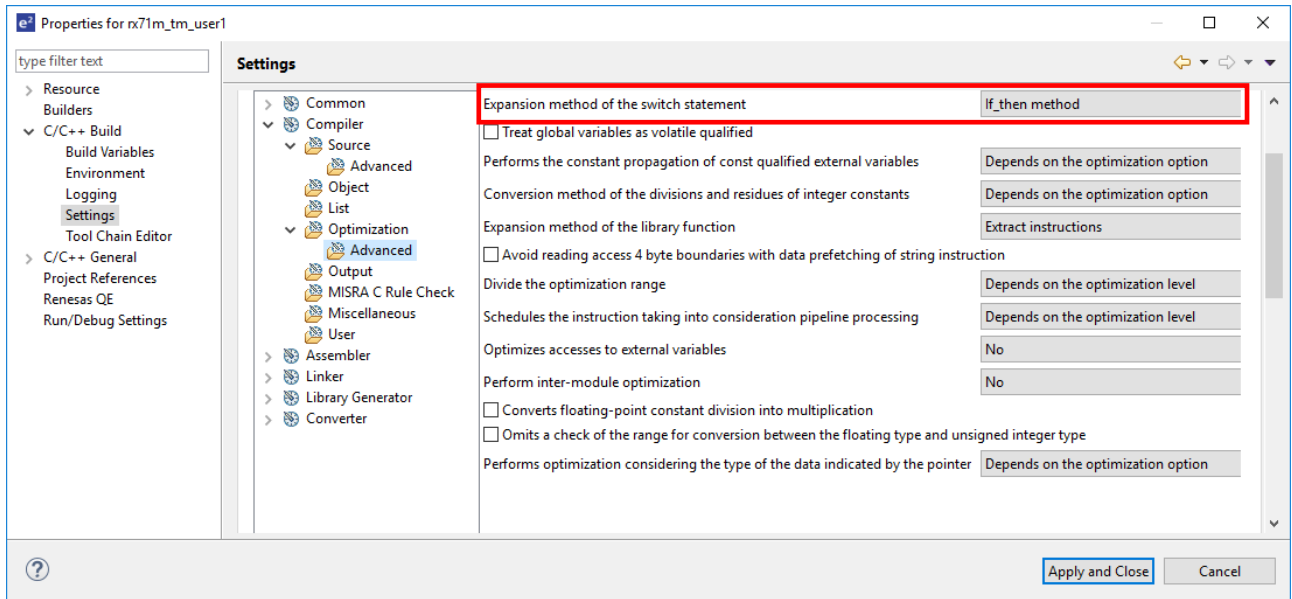 e² Properties for rx71m_tm_user1
type filter text
Resource
Builders
C/C++ Build
Build Variables
Environment
Logging
Settings
Tool Chain Editor
C/C++ General
Project References
Renesas QE
Run/Debug Settings
Settings
Common
Compiler
Source
Advanced
Object
List
Optimization
Advanced
Output
MISRA C Rule Check
Miscellaneous
User
Assembler
Linker
Library Generator
Converter
Expansion method of the switch statement If_then method
Treat global variables as volatile qualified
Performs the constant propagation of const qualified external variables Depends on the optimization option
Conversion method of the divisions and residues of integer constants Depends on the optimization option
Expansion method of the library function Extract instructions
Avoid reading access 4 byte boundaries with data prefetching of string instruction
Divide the optimization range Depends on the optimization level
Schedules the instruction taking into consideration pipeline processing Depends on the optimization level
Optimizes accesses to external variables No
Perform inter-module optimization No
Converts floating-point constant division into multiplication
Omits a check of the range for conversion between the floating type and unsigned integer type
Performs optimization considering the type of the data indicated by the pointer Depends on the optimization option
? Apply and Close Cancel